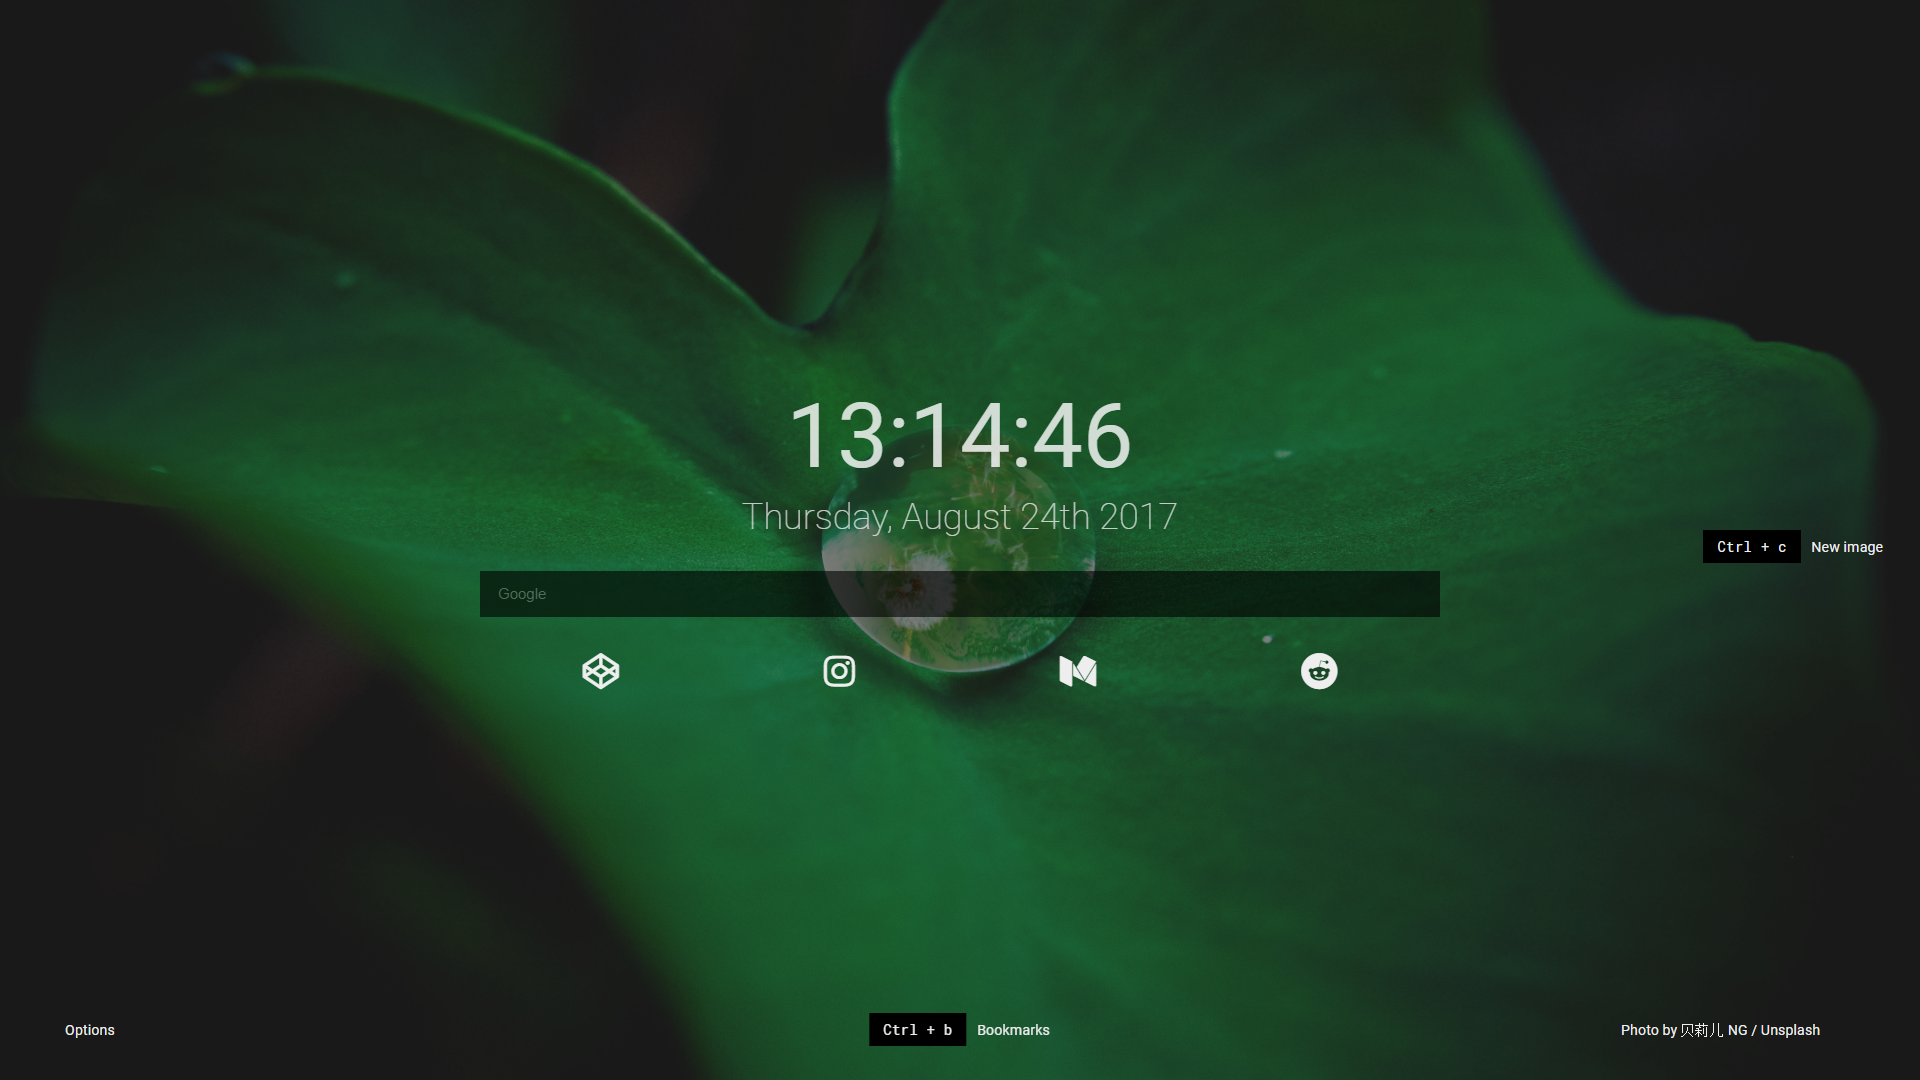 13:14:46
Thursday, August 24th 2017
Ctrl + c New image
Google
Options
Ctrl + b Bookmarks
Photo by 贝莉儿 NG / Unsplash